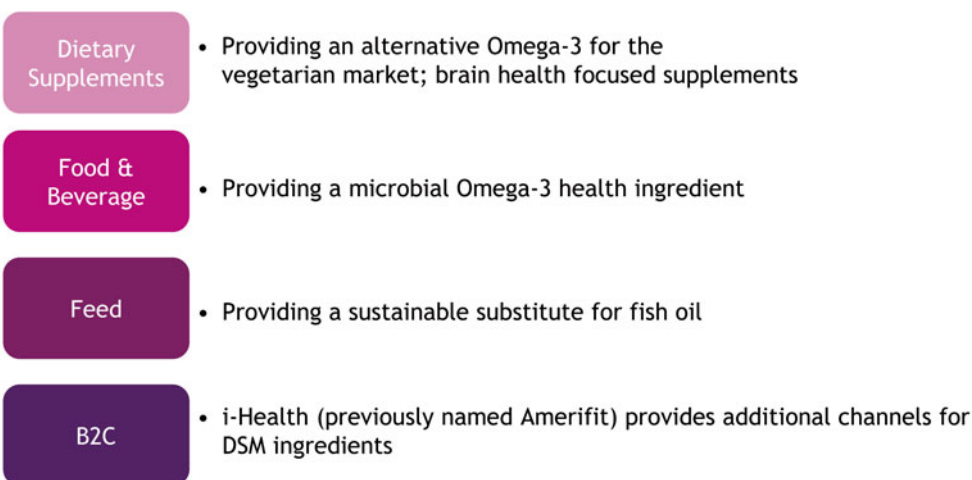 Dietary
Supplements
• Providing an alternative Omega-3 for the
vegetarian market; brain health focused supplements
Food &
Beverage
• Providing a microbial Omega-3 health ingredient
Feed
• Providing a sustainable substitute for fish oil
B2C
• i-Health (previously named Amerifit) provides additional channels for
DSM ingredients